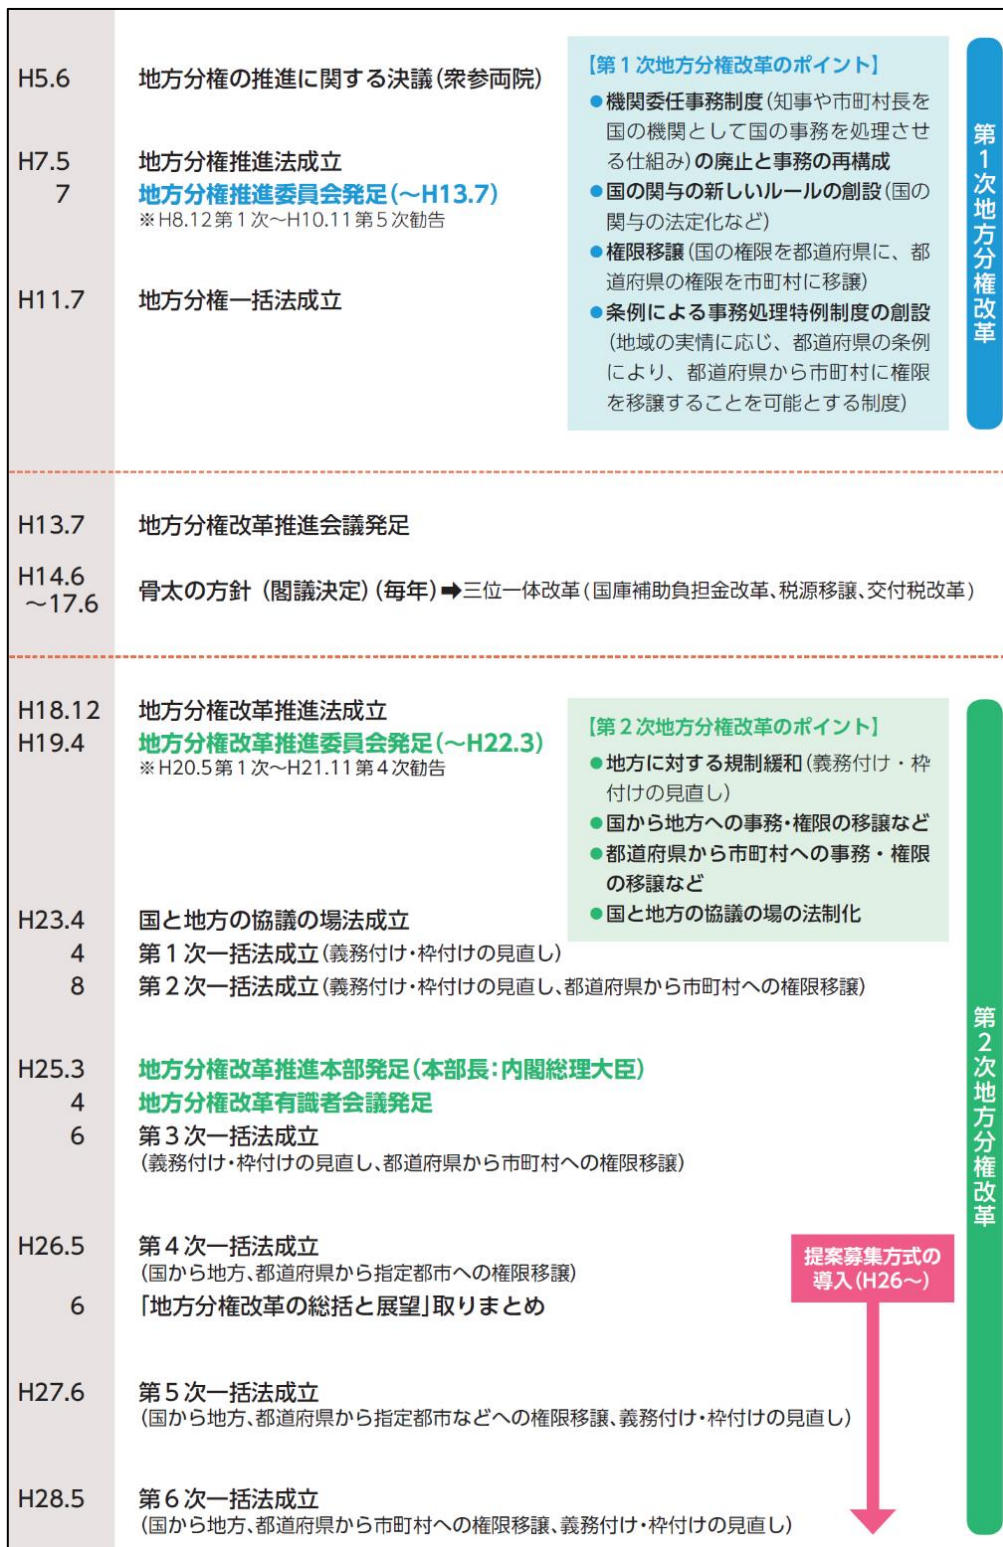 H5.6 地方分権の推進に関する決議(衆参両院)
H7.5 地方分権推進法成立
7 地方分権推進委員会発足(～H13.7)
※H8.12第1次～H10.11第5次勧告
H11.7 地方分権一括法成立
【第1次地方分権改革のポイント】
●機関委任事務制度(知事や市町村長を
国の機関として国の事務を処理させ
る仕組み)の廃止と事務の再構成
●国の関与の新しいルールの創設(国の
関与の法定化など)
●権限移譲(国の権限を都道府県に、都
道府県の権限を市町村に移譲)
●条例による事務処理特例制度の創設
(地域の実情に応じ、都道府県の条例
により、都道府県から市町村に権限
を移譲することを可能とする制度)
第1次地方分権改革
H13.7 地方分権改革推進会議発足
H14.6
～17.6 骨太の方針 (閣議決定) (毎年) ➡三位一体改革 ( 国庫補助負担金改革、税源移譲、交付税改革 )
H18.12 地方分権改革推進法成立
H19.4 地方分権改革推進委員会発足(～H22.3)
※H20.5第1次～H21.11第4次勧告
【第2次地方分権改革のポイント】
●地方に対する規制緩和(義務付け・枠
付けの見直し)
●国から地方への事務・権限の移譲など
●都道府県から市町村への事務・権限
の移譲など
●国と地方の協議の場の法制化
H23.4 国と地方の協議の場法成立
4 第1次一括法成立(義務付け・枠付けの見直し)
8 第2次一括法成立(義務付け・枠付けの見直し、都道府県から市町村への権限移譲)
H25.3 地方分権改革推進本部発足(本部長：内閣総理大臣)
4 地方分権改革有識者会議発足
6 第3次一括法成立
(義務付け・枠付けの見直し、都道府県から市町村への権限移譲)
H26.5 第4次一括法成立
(国から地方、都道府県から指定都市への権限移譲)
6 「地方分権改革の総括と展望」取りまとめ
提案募集方式の
導入(H26～)
H27.6 第5次一括法成立
(国から地方、都道府県から指定都市などへの権限移譲、義務付け・枠付けの見直し)
H28.5 第6次一括法成立
(国から地方、都道府県から市町村への権限移譲、義務付け・枠付けの見直し)
第2次地方分権改革